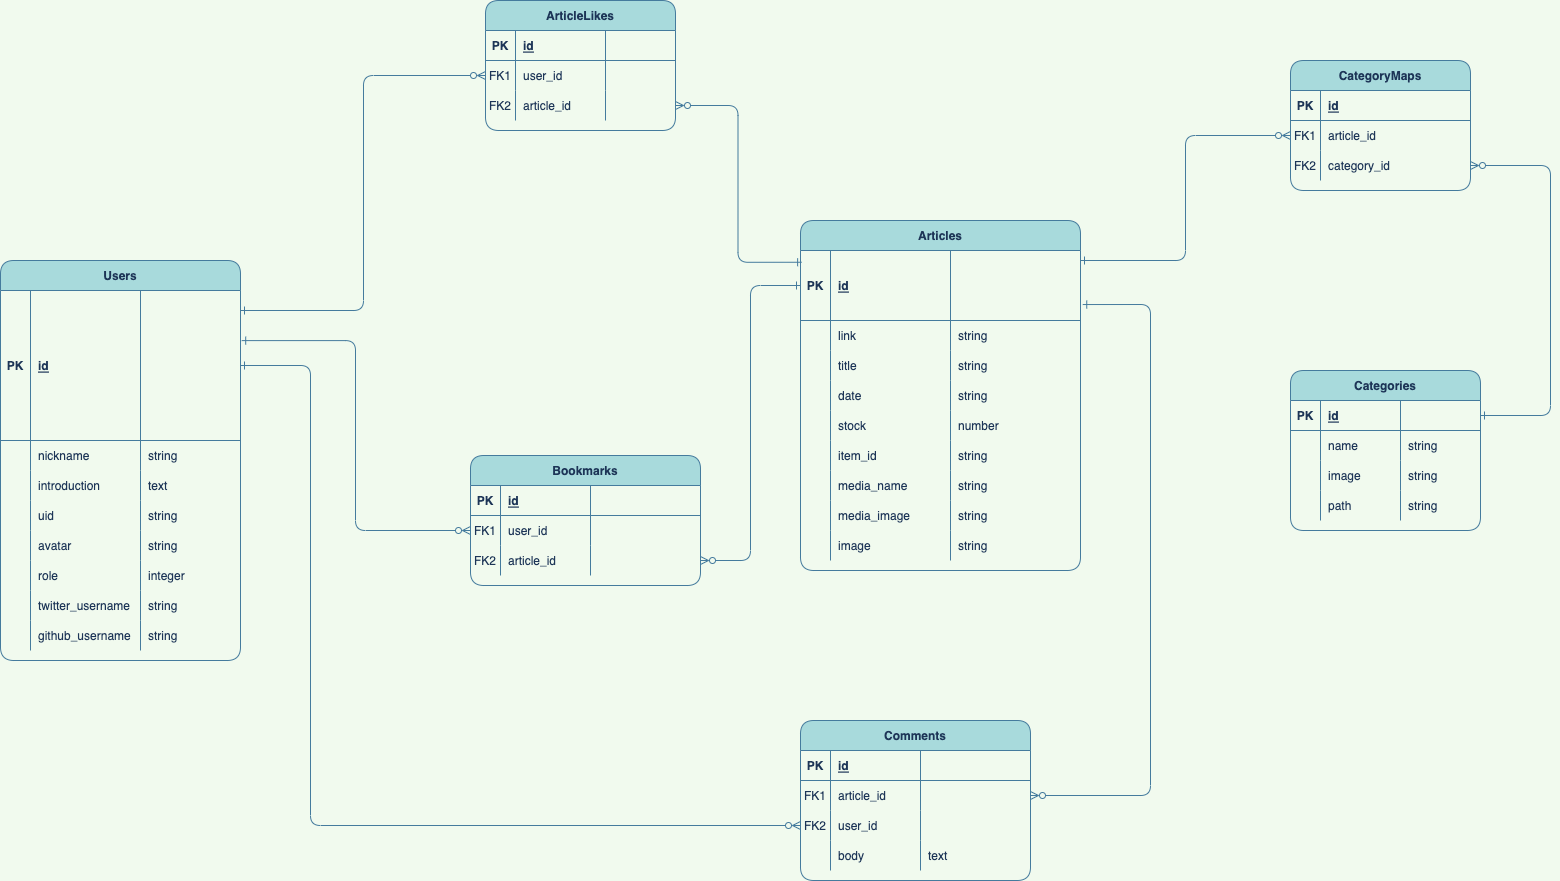 ArticleLikes
PK id
FK1 user_id
FK2 article_id
CategoryMaps
PK id
FK1 article_id
FK2 category_id
Users
PK id
nickname string
introduction text
uid string
avatar string
role integer
twitter_username string
github_username string
Articles
PK id
link string
title string
date string
stock number
item_id string
media_name string
media_image string
image string
Categories
PK id
name string
image string
path string
Bookmarks
PK id
FK1 user_id
FK2 article_id
Comments
PK id
FK1 article_id
FK2 user_id
body text